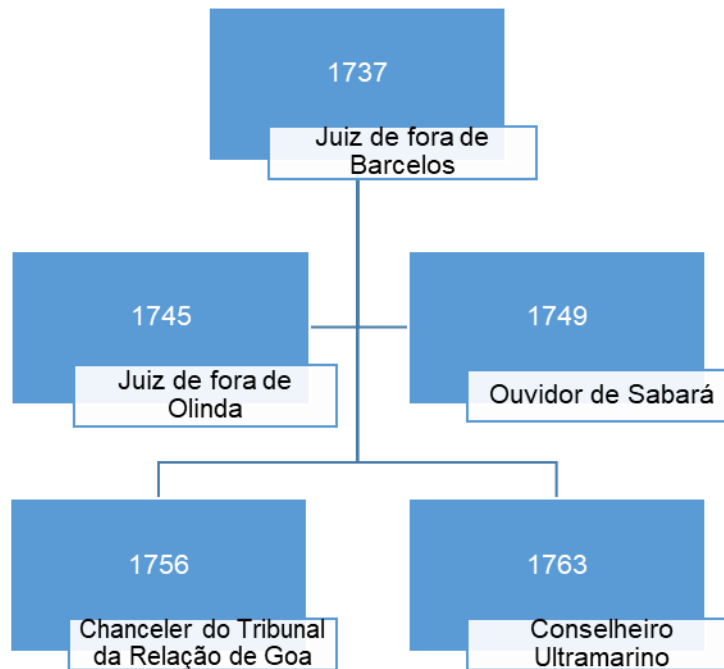 1737
Juiz de fora de
Barcelos
1745
Juiz de fora de
Olinda
1749
Ouvidor de Sabará
1756
Chanceler do Tribunal
da Relação de Goa
1763
Conselheiro
Ultramarino